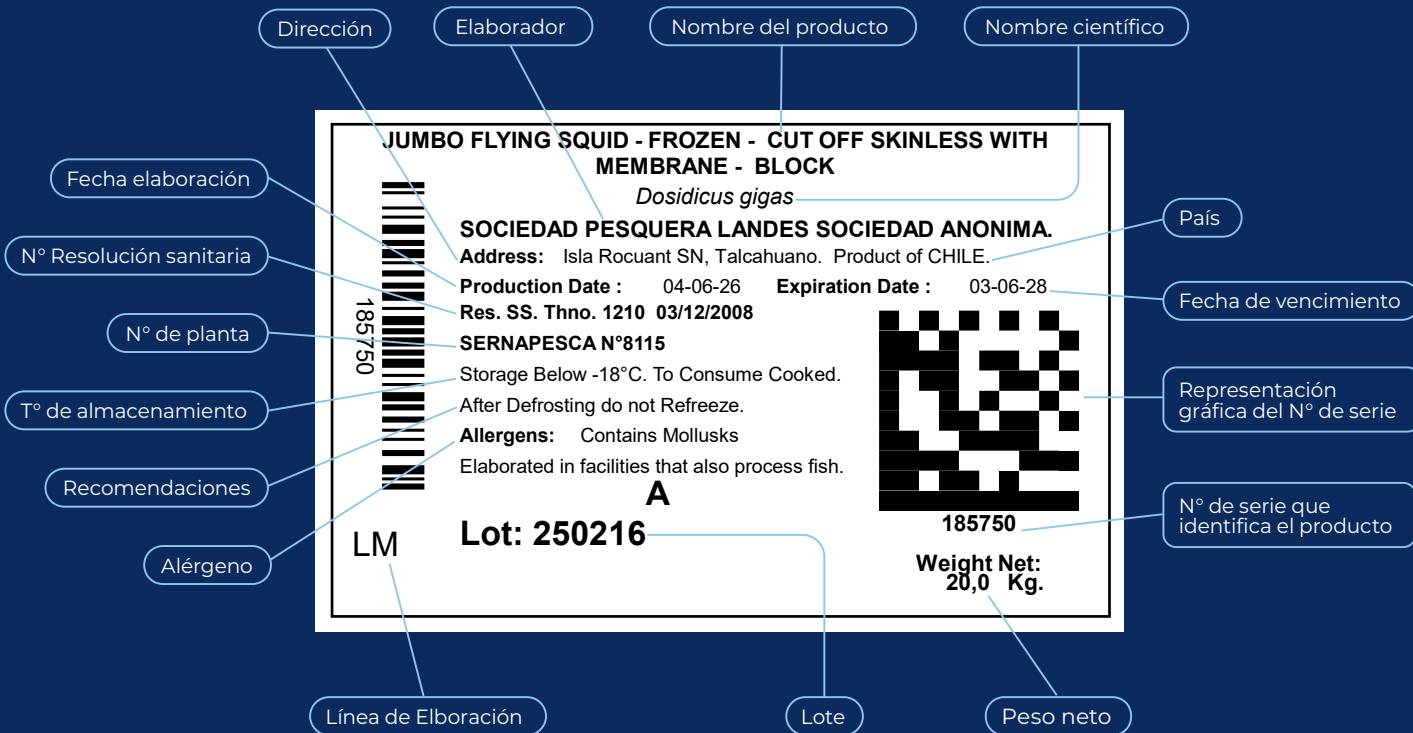 Dirección
Elaborador
Nombre del producto
Nombre científico
JUMBO FLYING SQUID - FROZEN - CUT OFF SKINLESS WITH
MEMBRANE - BLOCK
Dosidicus gigas
SOCIEDAD PESQUERA LANDES SOCIEDAD ANONIMA.
Address: Isla Rocuant SN, Talcahuano. Product of CHILE.
Production Date : 04-06-26 Expiration Date : 03-06-28
Res. SS. Thno. 1210 03/12/2008
SERNAPESCA N°8115
Storage Below -18°C. To Consume Cooked.
After Defrosting do not Refreeze.
Allergens: Contains Mollusks
Elaborated in facilities that also process fish.
A
Lot: 250216
185750
LM
185750
Weight Net:
20,0 Kg.
Fecha elaboración
N° Resolución sanitaria
N° de planta
T° de almacenamiento
Recomendaciones
Alérgeno
País
Fecha de vencimiento
Representación
gráfica del N° de serie
N° de serie que
identifica el producto
Línea de Elboración
Lote
Peso neto